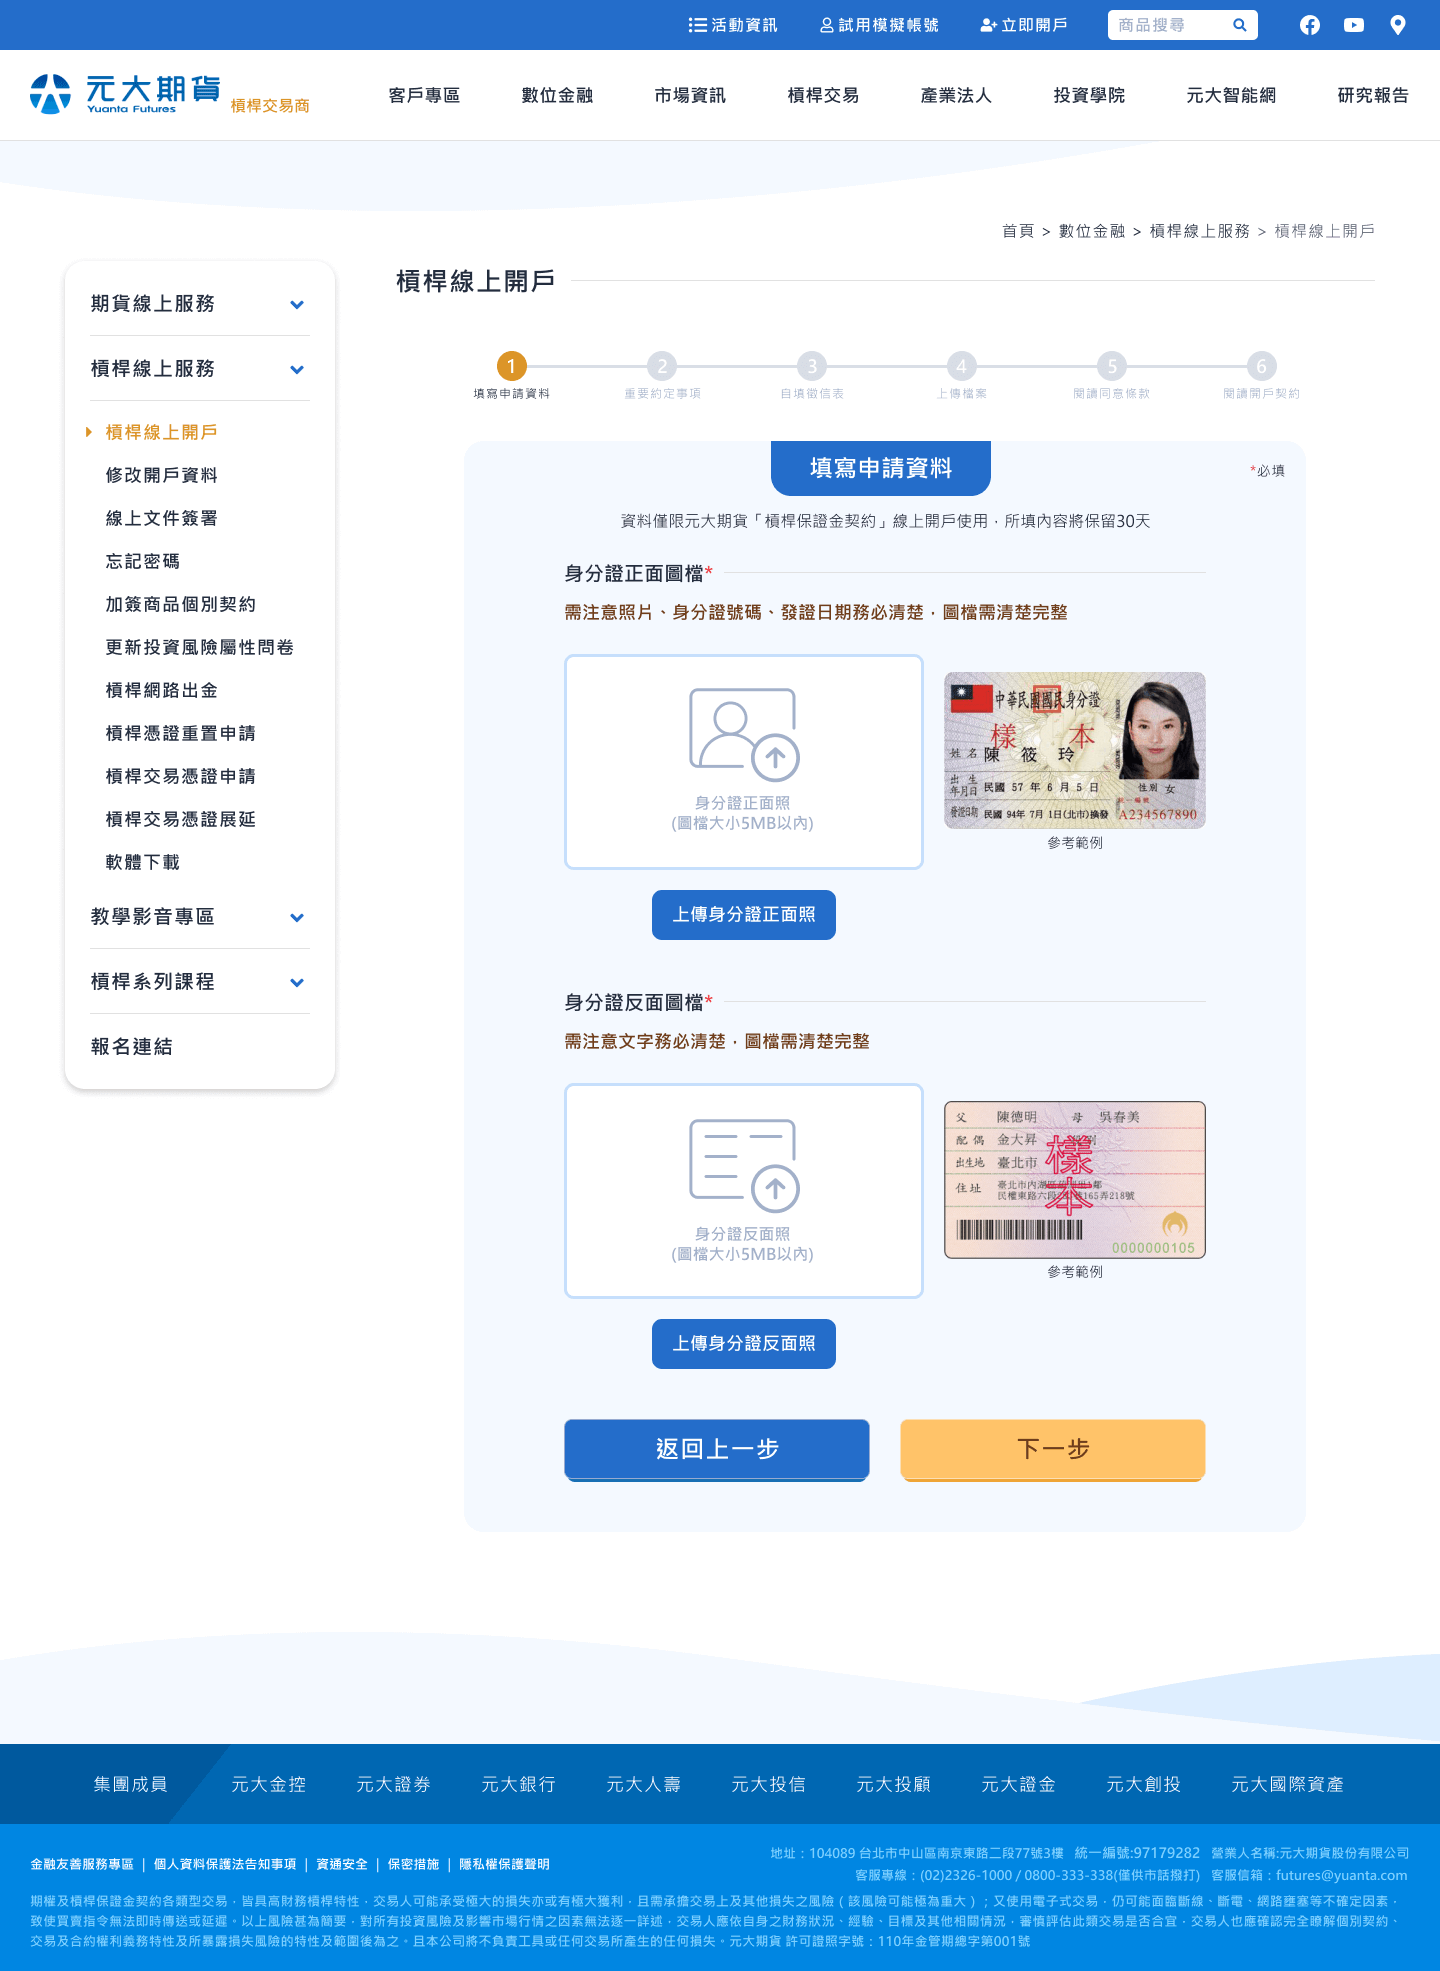 活動資訊 試用模擬帳號 立即開戶 商品搜尋
元大期貨 Yuanta Futures 槓桿交易商 客戶專區 數位金融 市場資訊 槓桿交易 產業法人 投資學院 元大智能網 研究報告
首頁 > 數位金融 > 槓桿線上服務 > 槓桿線上開戶
期貨線上服務
槓桿線上服務
槓桿線上開戶
修改開戶資料
線上文件簽署
忘記密碼
加簽商品個別契約
更新投資風險屬性問卷
槓桿網路出金
槓桿憑證重置申請
槓桿交易憑證申請
槓桿交易憑證展延
軟體下載
教學影音專區
槓桿系列課程
報名連結
槓桿線上開戶
1 2 3 4 5 6
填寫申請資料 重要約定事項 自填徵信表 上傳檔案 閱讀同意條款 閱讀開戶契約
填寫申請資料
*必填
資料僅限元大期貨「槓桿保證金契約」線上開戶使用，所填內容將保留30天
身分證正面圖檔*
需注意照片、身分證號碼、發證日期務必清楚，圖檔需清楚完整
身分證正面照
(圖檔大小5MB以內)
中華民國國民身分證
樣本
姓名 陳筱玲
出生年月日 民國 57 年 6 月 5 日 性別 女
發證日期 民國 94年 7月 1日(北市)換發 統一編號 A234567890
參考範例
上傳身分證正面照
身分證反面圖檔*
需注意文字務必清楚，圖檔需清楚完整
身分證反面照
(圖檔大小5MB以內)
父 陳德明 母 吳春美
配偶 金大昇
出生地 臺北市
樣本
住址 臺北市內湖區
民權東路六段 165弄218號
0000000105
參考範例
上傳身分證反面照
返回上一步 下一步
集團成員 元大金控 元大證券 元大銀行 元大人壽 元大投信 元大投顧 元大證金 元大創投 元大國際資產
地址：104089 台北市中山區南京東路二段77號3樓 統一編號:97179282 營業人名稱:元大期貨股份有限公司
金融友善服務專區 | 個人資料保護法告知事項 | 資通安全 | 保密措施 | 隱私權保護聲明
客服專線：(02)2326-1000 / 0800-333-338(僅供市話撥打) 客服信箱：futures@yuanta.com
期權及槓桿保證金契約各類型交易，皆具高財務槓桿特性，交易人可能承受極大的損失亦或有極大獲利，且需承擔交易上及其他損失之風險（該風險可能極為重大）；又使用電子式交易，仍可能面臨斷線、斷電、網路壅塞等不確定因素，
致使買賣指令無法即時傳送或延遲。以上風險甚為簡要，對所有投資風險及影響市場行情之因素無法逐一詳述，交易人應依自身之財務狀況、經驗、目標及其他相關情況，審慎評估此類交易是否合宜，交易人也應確認完全瞭解個別契約、
交易及合約權利義務特性及所暴露損失風險的特性及範圍後為之。且本公司將不負賣工具或任何交易所產生的任何損失。元大期貨 許可證照字號：110年金管期總字第001號